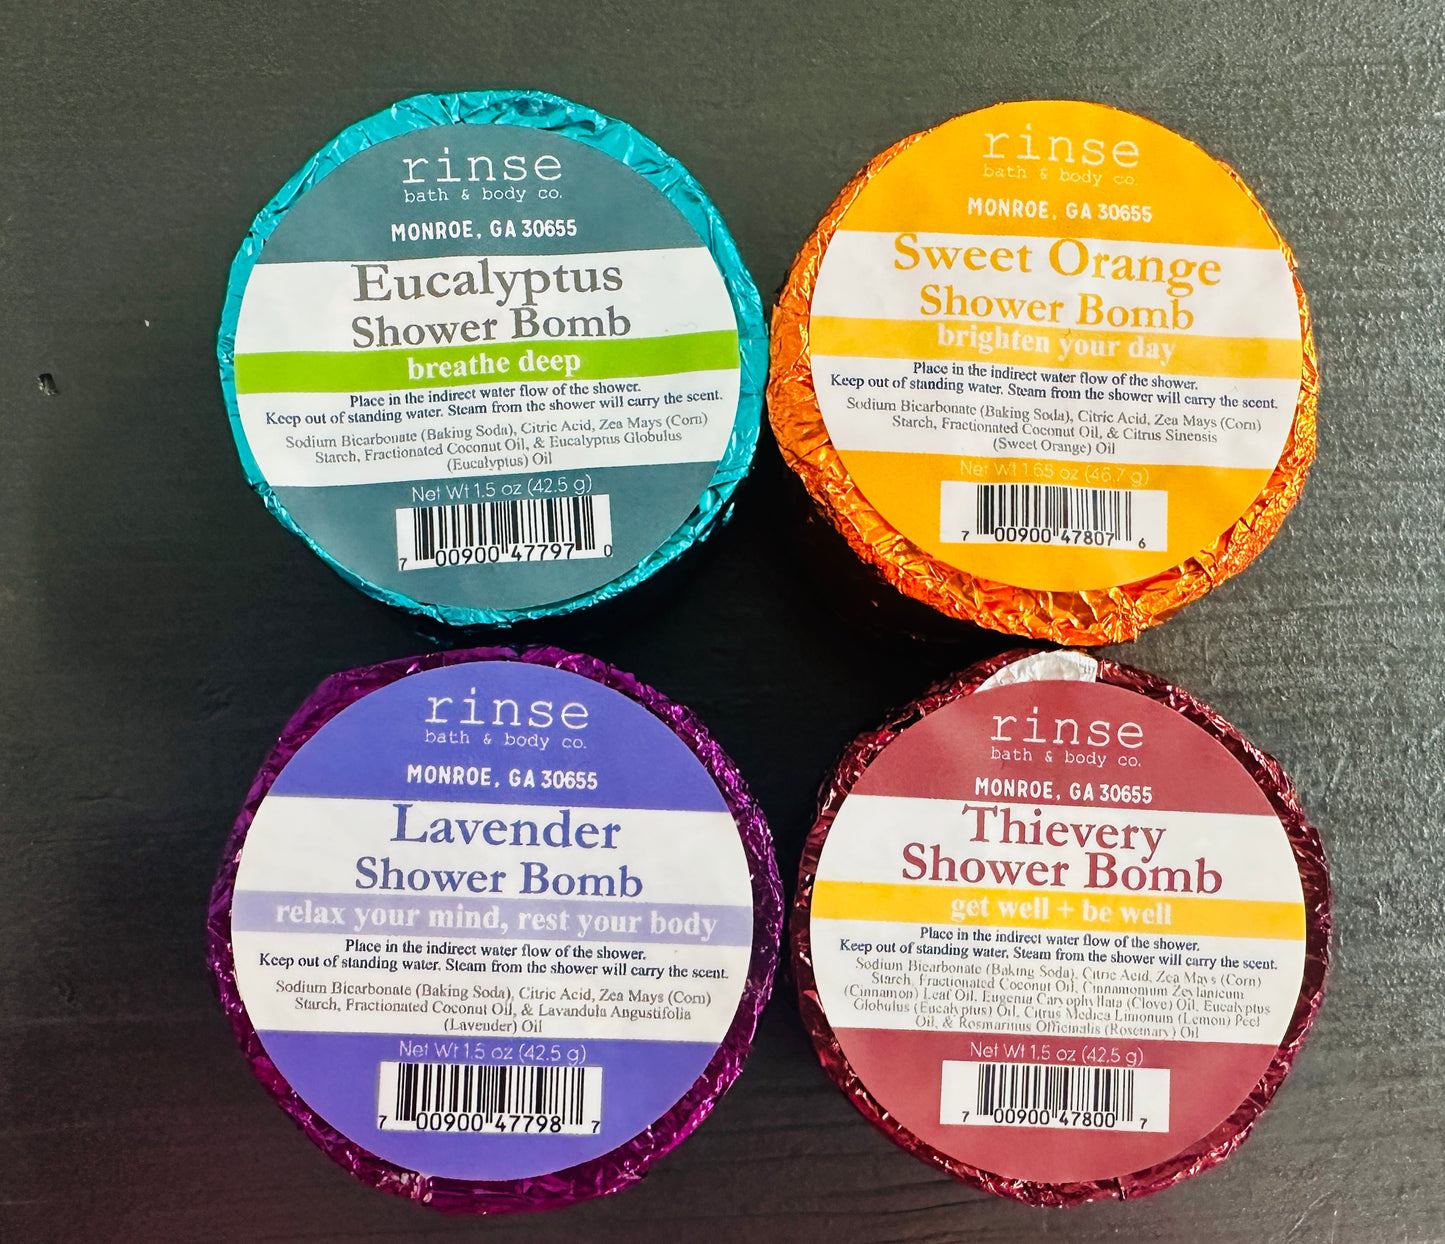 rinse
bath & body co.
MONROE, GA 30655
Eucalyptus
Shower Bomb
breathe deep
Place in the indirect water flow of the shower.
Keep out of standing water. Steam from the shower will carry the scent.
Sodium Bicarbonate (Baking Soda), Citric Acid, Zea Mays (Corn)
Starch, Fractionated Coconut Oil, & Eucalyptus Globulus
(Eucalyptus) Oil
Net Wt 1.5 oz (42.5 g)
7 00900 47797 0
rinse
bath & body co.
MONROE, GA 30655
Sweet Orange
Shower Bomb
brighten your day
Place in the indirect water flow of the shower.
Keep out of standing water. Steam from the shower will carry the scent.
Sodium Bicarbonate (Baking Soda), Citric Acid, Zea Mays (Corn)
Starch, Fractionated Coconut Oil, & Citrus Sinensis
(Sweet Orange) Oil
Net Wt 1.65 oz (46.7 g)
7 00900 47807 6
rinse
bath & body co.
MONROE, GA 30655
Lavender
Shower Bomb
relax your mind, rest your body
Place in the indirect water flow of the shower.
Keep out of standing water. Steam from the shower will carry the scent.
Sodium Bicarbonate (Baking Soda), Citric Acid, Zea Mays (Corn)
Starch, Fractionated Coconut Oil, & Lavandula Angustifolia
(Lavender) Oil
Net Wt 1.5 oz (42.5 g)
7 00900 47798 7
rinse
bath & body co.
MONROE, GA 30655
Thievery
Shower Bomb
get well + be well
Place in the indirect water flow of the shower.
Keep out of standing water. Steam from the shower will carry the scent.
Sodium Bicarbonate (Baking Soda), Citric Acid, Zea Mays (Corn)
Starch, Fractionated Coconut Oil, Cinnamomum Zeylanicum
(Cinnamon) Leaf Oil, Eugenia Caryophyllata (Clove) Oil, Eucalyptus
Globulus (Eucalyptus) Oil, Citrus Medica Limonum (Lemon) Peel
Oil, & Rosmarinus Officinalis (Rosemary) Oil
Net Wt 1.5 oz (42.5 g)
7 00900 47800 7